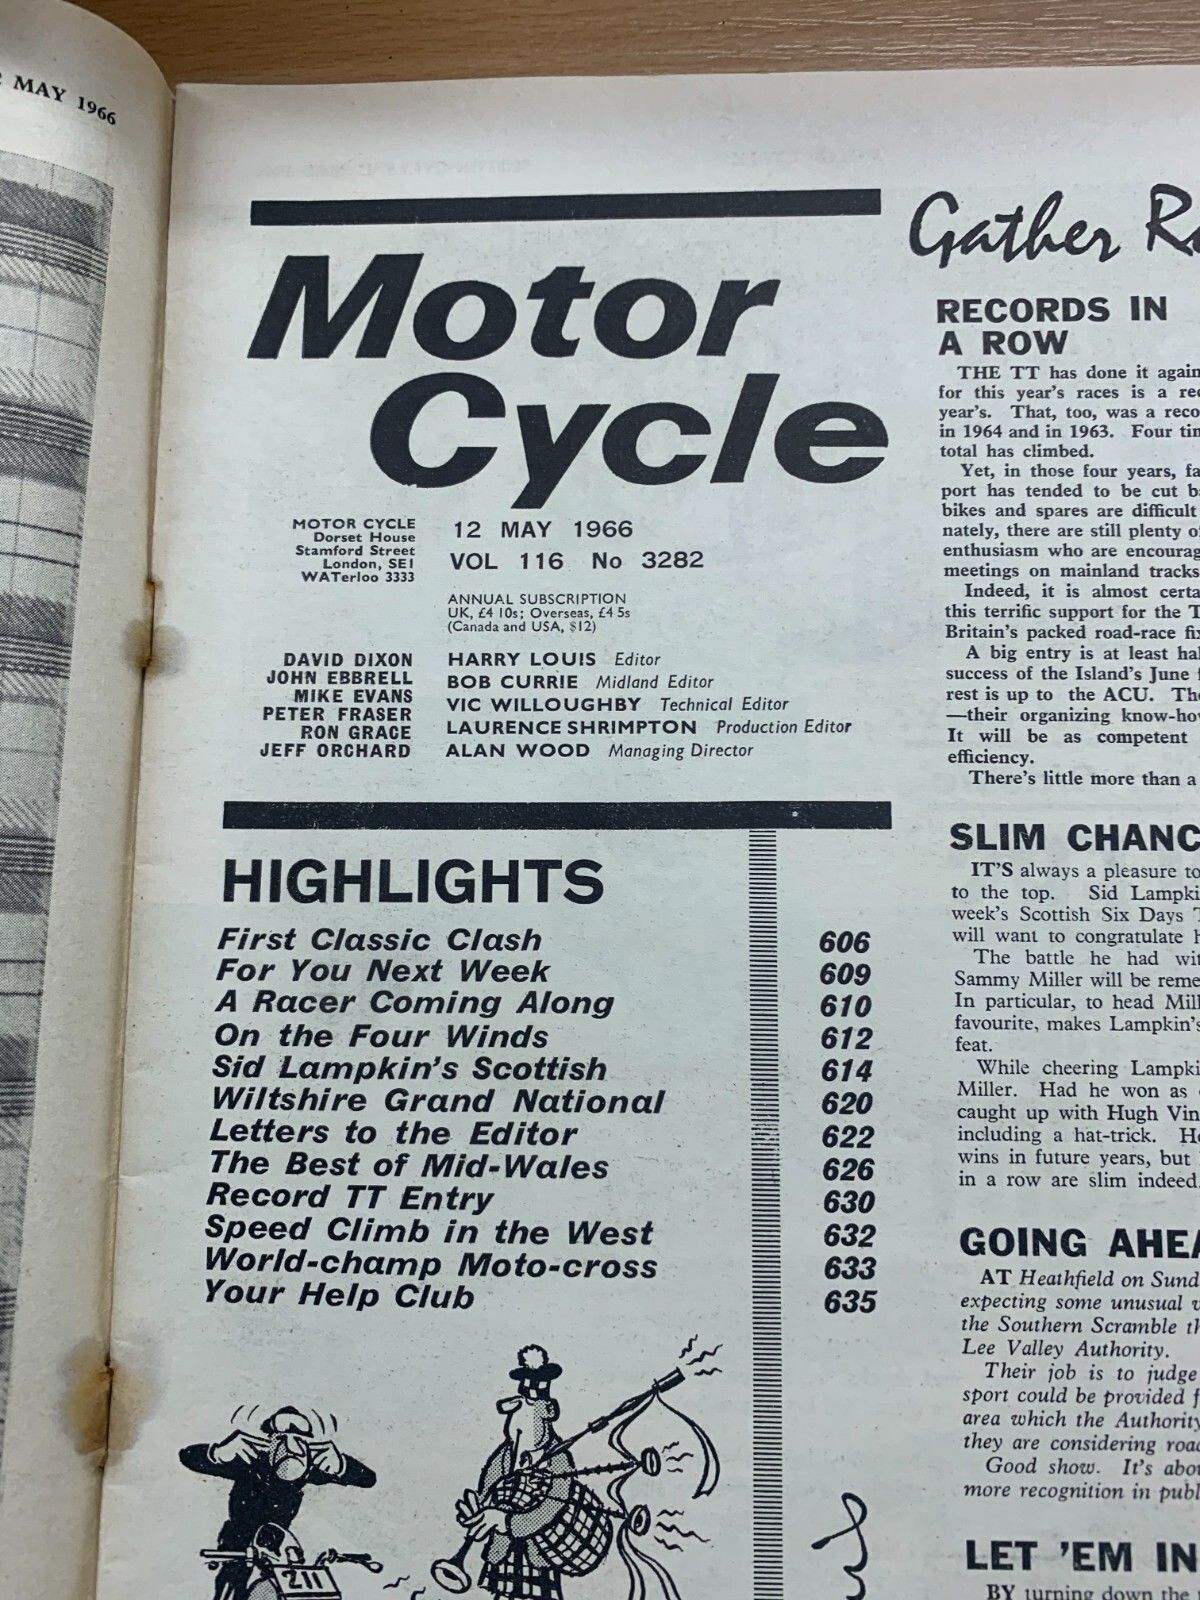 MAY 1966
Motor
Cycle
MOTOR CYCLE
Dorset House
Stamford Street
London, SE1
WATerloo 3333
12 MAY 1966
VOL 116 No 3282
ANNUAL SUBSCRIPTION
UK, £4 10s; Overseas, £4 5s
(Canada and USA, $12)
DAVID DIXON
JOHN EBBRELL
MIKE EVANS
PETER FRASER
RON GRACE
JEFF ORCHARD
HARRY LOUIS Editor
BOB CURRIE Midland Editor
VIC WILLOUGHBY Technical Editor
LAURENCE SHRIMPTON Production Editor
ALAN WOOD Managing Director
HIGHLIGHTS
First Classic Clash 606
For You Next Week 609
A Racer Coming Along 610
On the Four Winds 612
Sid Lampkin's Scottish 614
Wiltshire Grand National 620
Letters to the Editor 622
The Best of Mid-Wales 626
Record TT Entry 630
Speed Climb in the West 632
World-champ Moto-cross 633
Your Help Club 635
211
Gather
RECORDS IN
A ROW
THE TT has done it again
for this year's races is a
year's. That, too, was a
in 1964 and in 1963. Four
total has climbed.
Yet, in those four years,
port has tended to be cut
bikes and spares are difficult
nately, there are still plenty
enthusiasm who are
meetings on mainland tracks
Indeed, it is almost
this terrific support for the
Britain's packed road-race
A big entry is at least
success of the Island's June
rest is up to the ACU.
—their organizing
It will be as competent
efficiency.
There's little more than a
SLIM
IT'S always a pleasure to
to the top. Sid
week's Scottish Six Days
will want to congratulate
The battle he had
Sammy Miller will be
In particular, to head
favourite, makes Lampkin's
feat.
While cheering
Miller. Had he won as
caught up with Hugh
including a hat-trick.
wins in future years, but
in a row are slim indeed.
GOING
AT Heathfield on
expecting some unusual
the Southern Scramble
Lee Valley Authority.
Their job is to judge
sport could be provided
area which the Authority
they are considering
Good show. It's
more recognition in
LET 'EM IN
BY turning down the